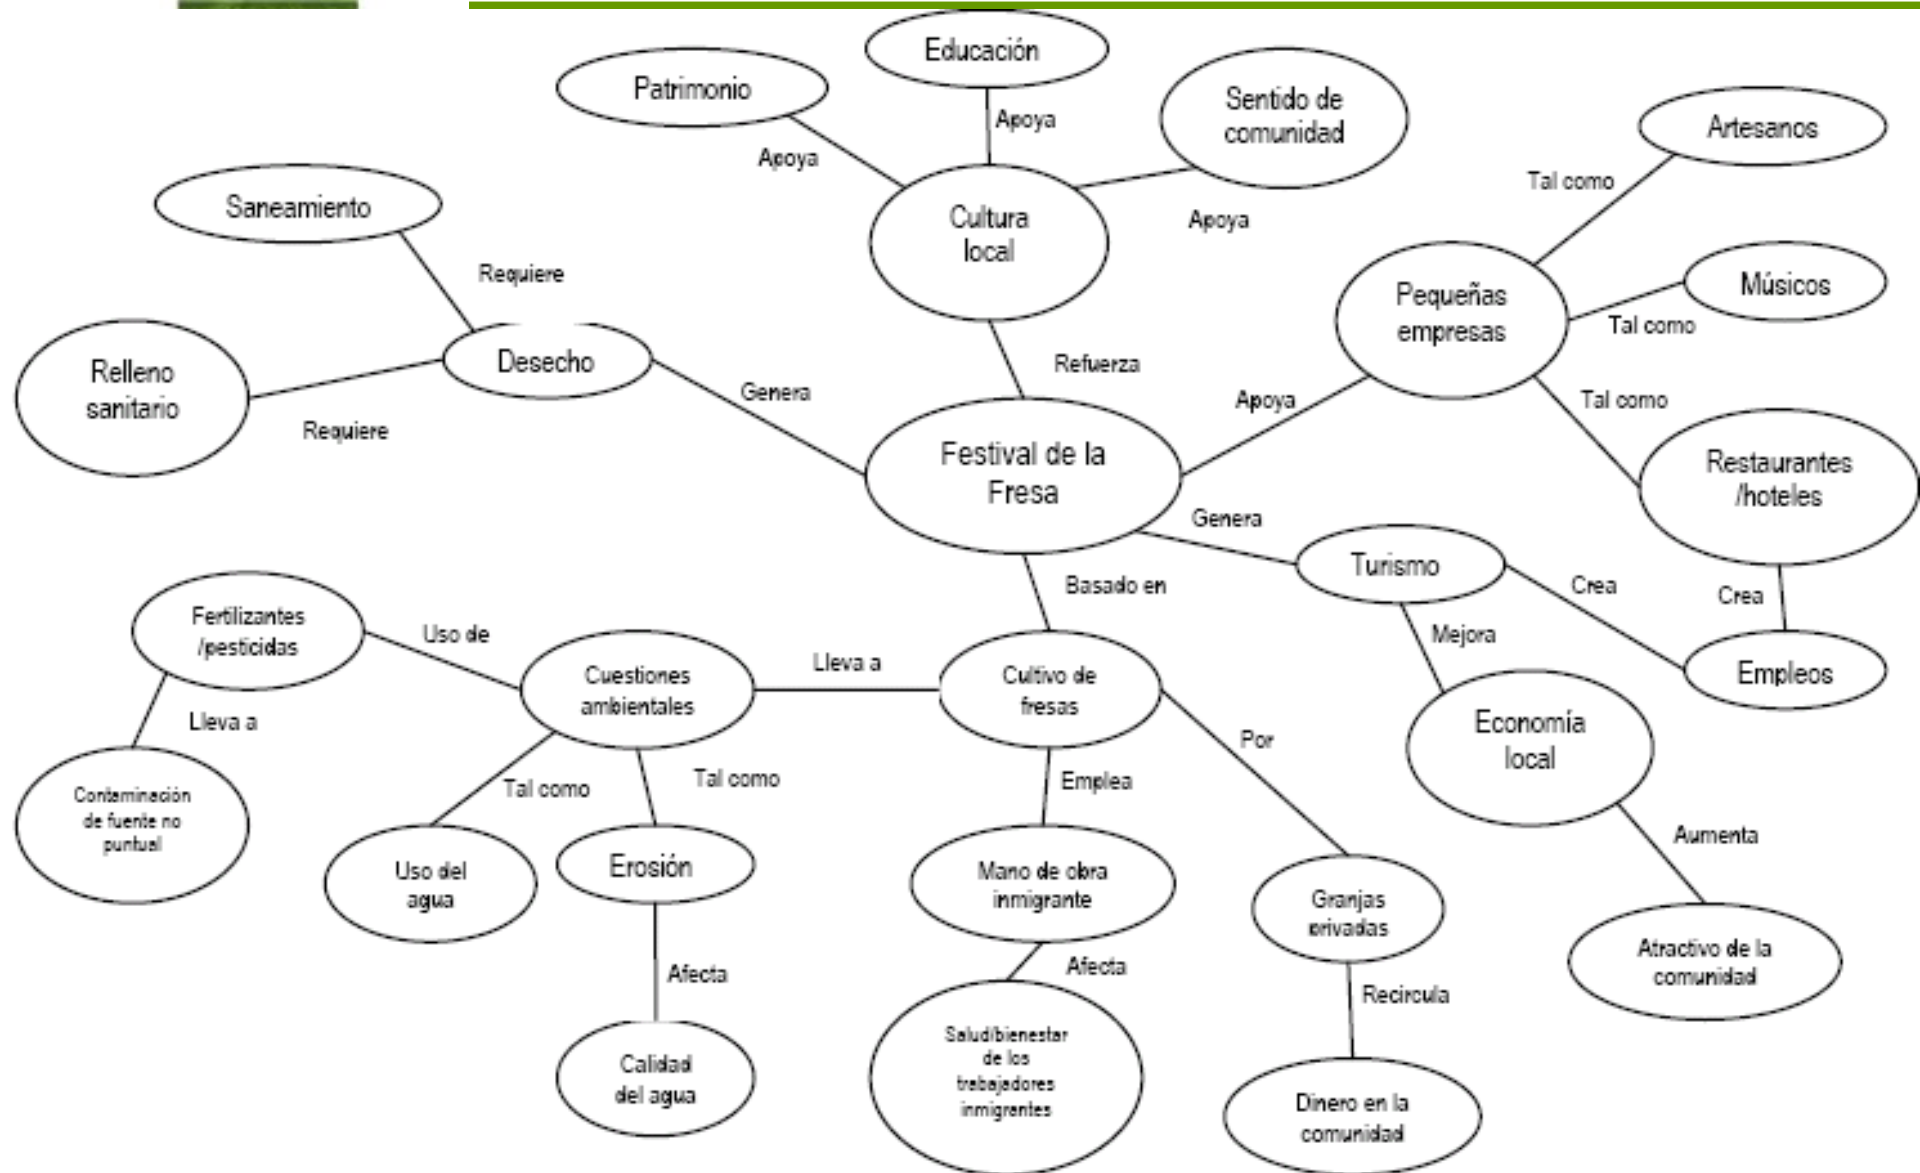 Educación
Patrimonio
Sentido de
comunidad
Apoya
Artesanos
Apoya
Tal como
Saneamiento
Cultura
local
Apoya
Requiere
Pequeñas
empresas
Músicos
Tal como
Relleno
sanitario
Desecho
Refuerza
Genera
Apoya
Tal como
Requiere
Festival de la
Fresa
Restaurantes
/hoteles
Genera
Turismo
Basado en
Crea
Crea
Fertilizantes
/pesticidas
Uso de
Mejora
Cuestiones
ambientales
Lleva a
Cultivo de
fresas
Empleos
Lleva a
Economía
local
Por
Tal como
Tal como
Emplea
Contaminación
de fuente no
puntual
Aumenta
Uso del
agua
Erosión
Mano de obra
inmigrante
Granjas
privadas
Atractivo de la
comunidad
Afecta
Afecta
Recircula
Calidad
del agua
Salud/bienestar
de los
trabajadores
inmigrantes
Dinero en la
comunidad